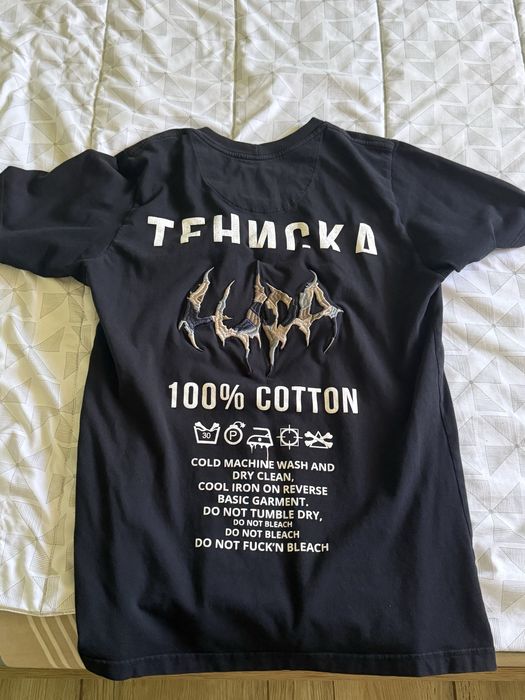 ТЕНИСКА
100% COTTON
30 P
COLD MACHINE WASH AND
DRY CLEAN,
COOL IRON ON REVERSE
BASIC GARMENT.
DO NOT TUMBLE DRY,
DO NOT BLEACH
DO NOT BLEACH
DO NOT FUCK'N BLEACH